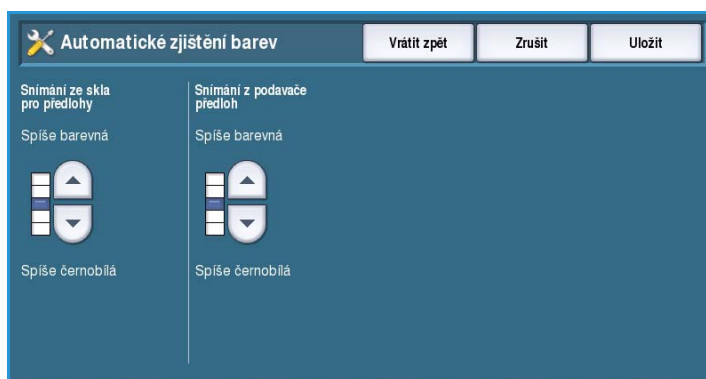 Automatické zjištění barev
Vrátit zpět
Zrušit
Uložit
Snímání ze skla
pro předlohy
Spíše barevná
Spíše černobílá
Snímání z podavače
předloh
Spíše barevná
Spíše černobílá